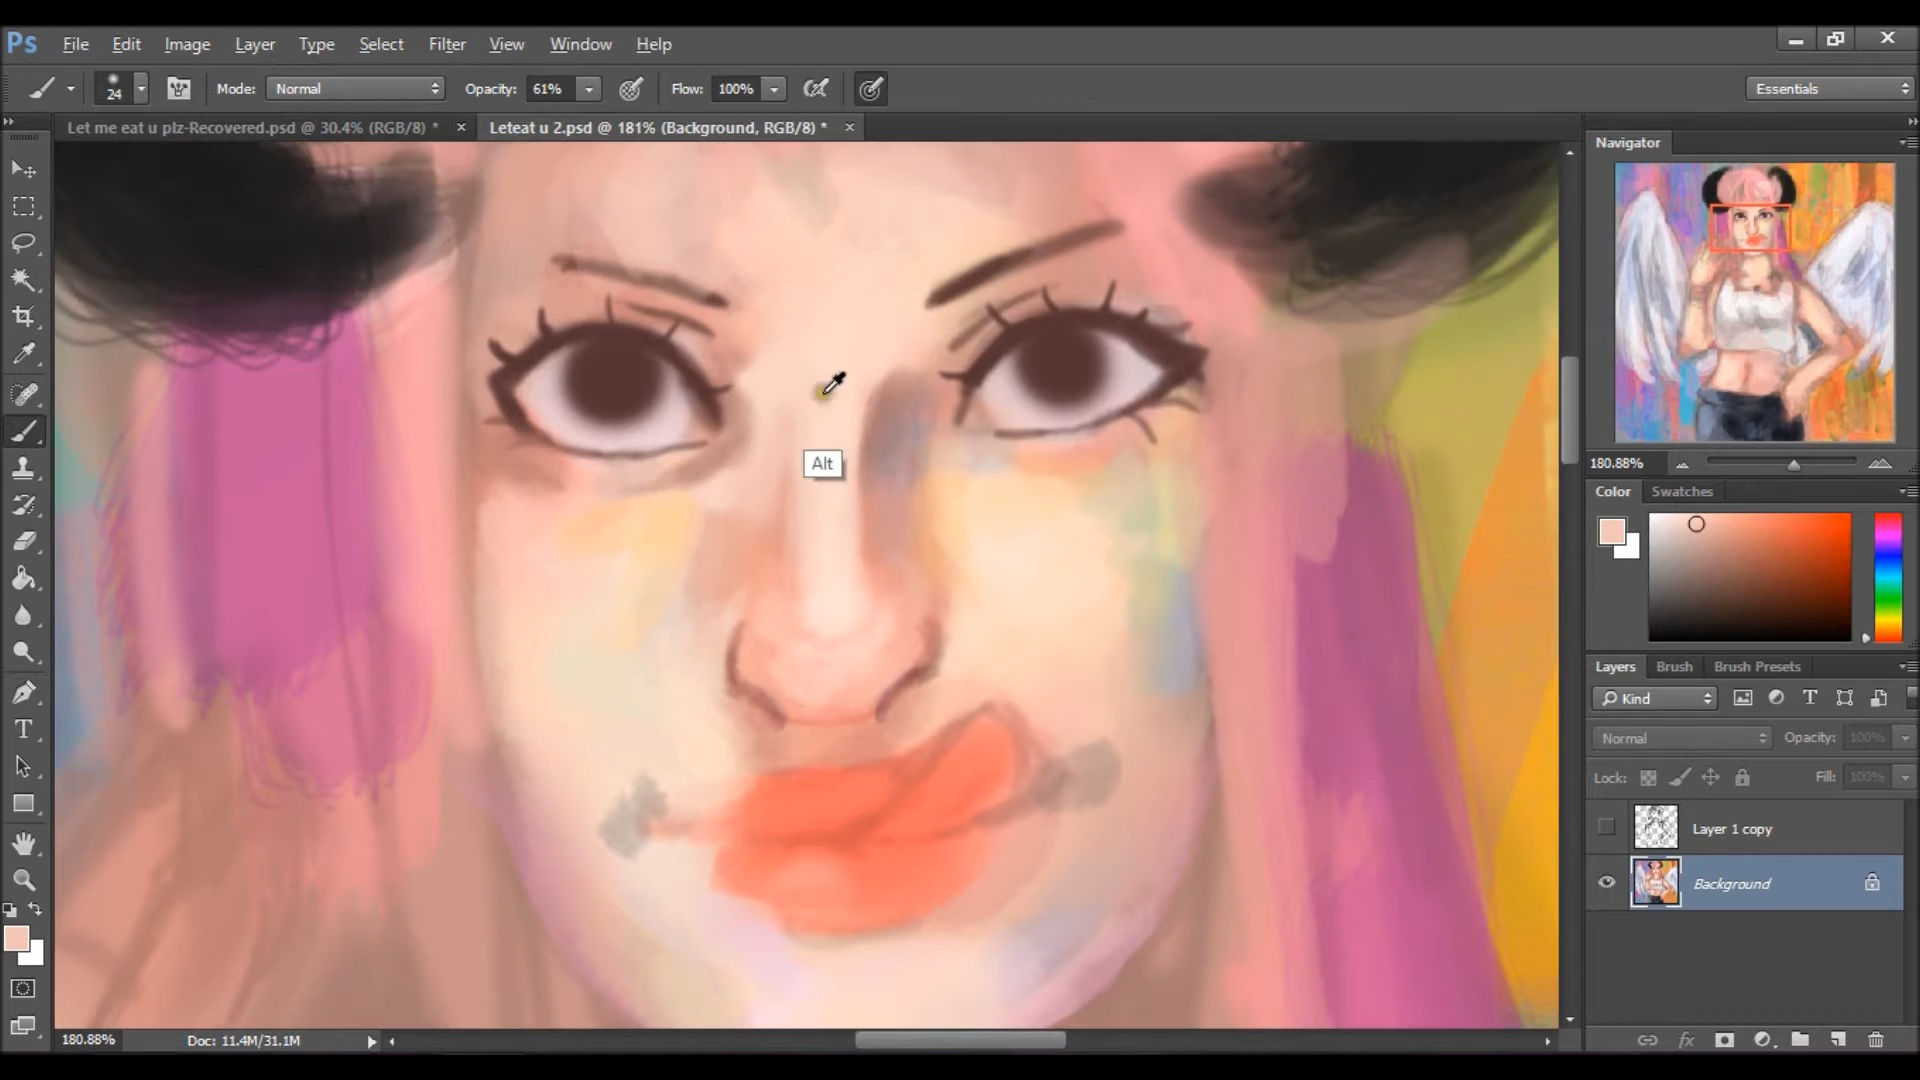 Ps File Edit Image Layer Type Select Filter View Window Help
24 Mode: Normal Opacity: 61% Flow: 100% Essentials
Let me eat u plz-Recovered.psd @ 30.4% (RGB/8) * × Leteat u 2.psd @ 181% (Background, RGB/8) * ×
Navigator
Alt
180.88%
Color Swatches
Layers Brush Brush Presets
Kind
Normal Opacity: 100%
Lock: Fill: 100%
Layer 1 copy
Background
fx
180.88% Doc: 11.4M/31.1M